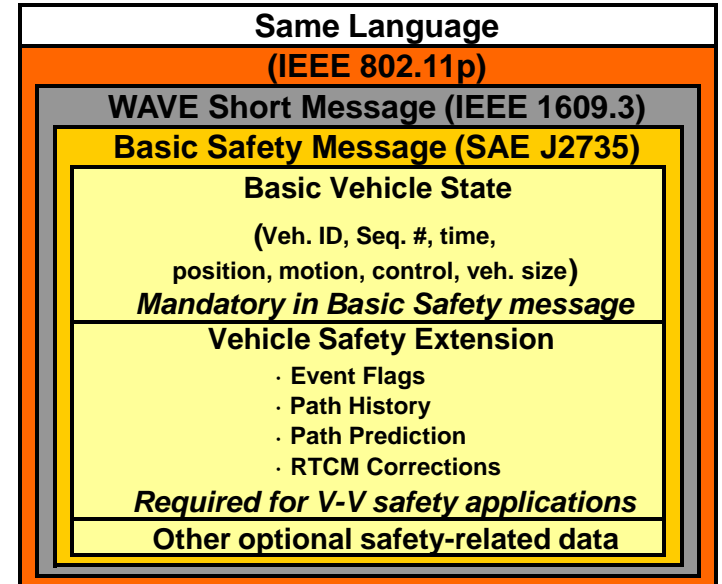 Same Language
(IEEE 802.11p)
WAVE Short Message (IEEE 1609.3)
Basic Safety Message (SAE J2735)
Basic Vehicle State
(Veh. ID, Seq. #, time,
position, motion, control, veh. size)
Mandatory in Basic Safety message
Vehicle Safety Extension
· Event Flags
· Path History
· Path Prediction
· RTCM Corrections
Required for V-V safety applications
Other optional safety-related data